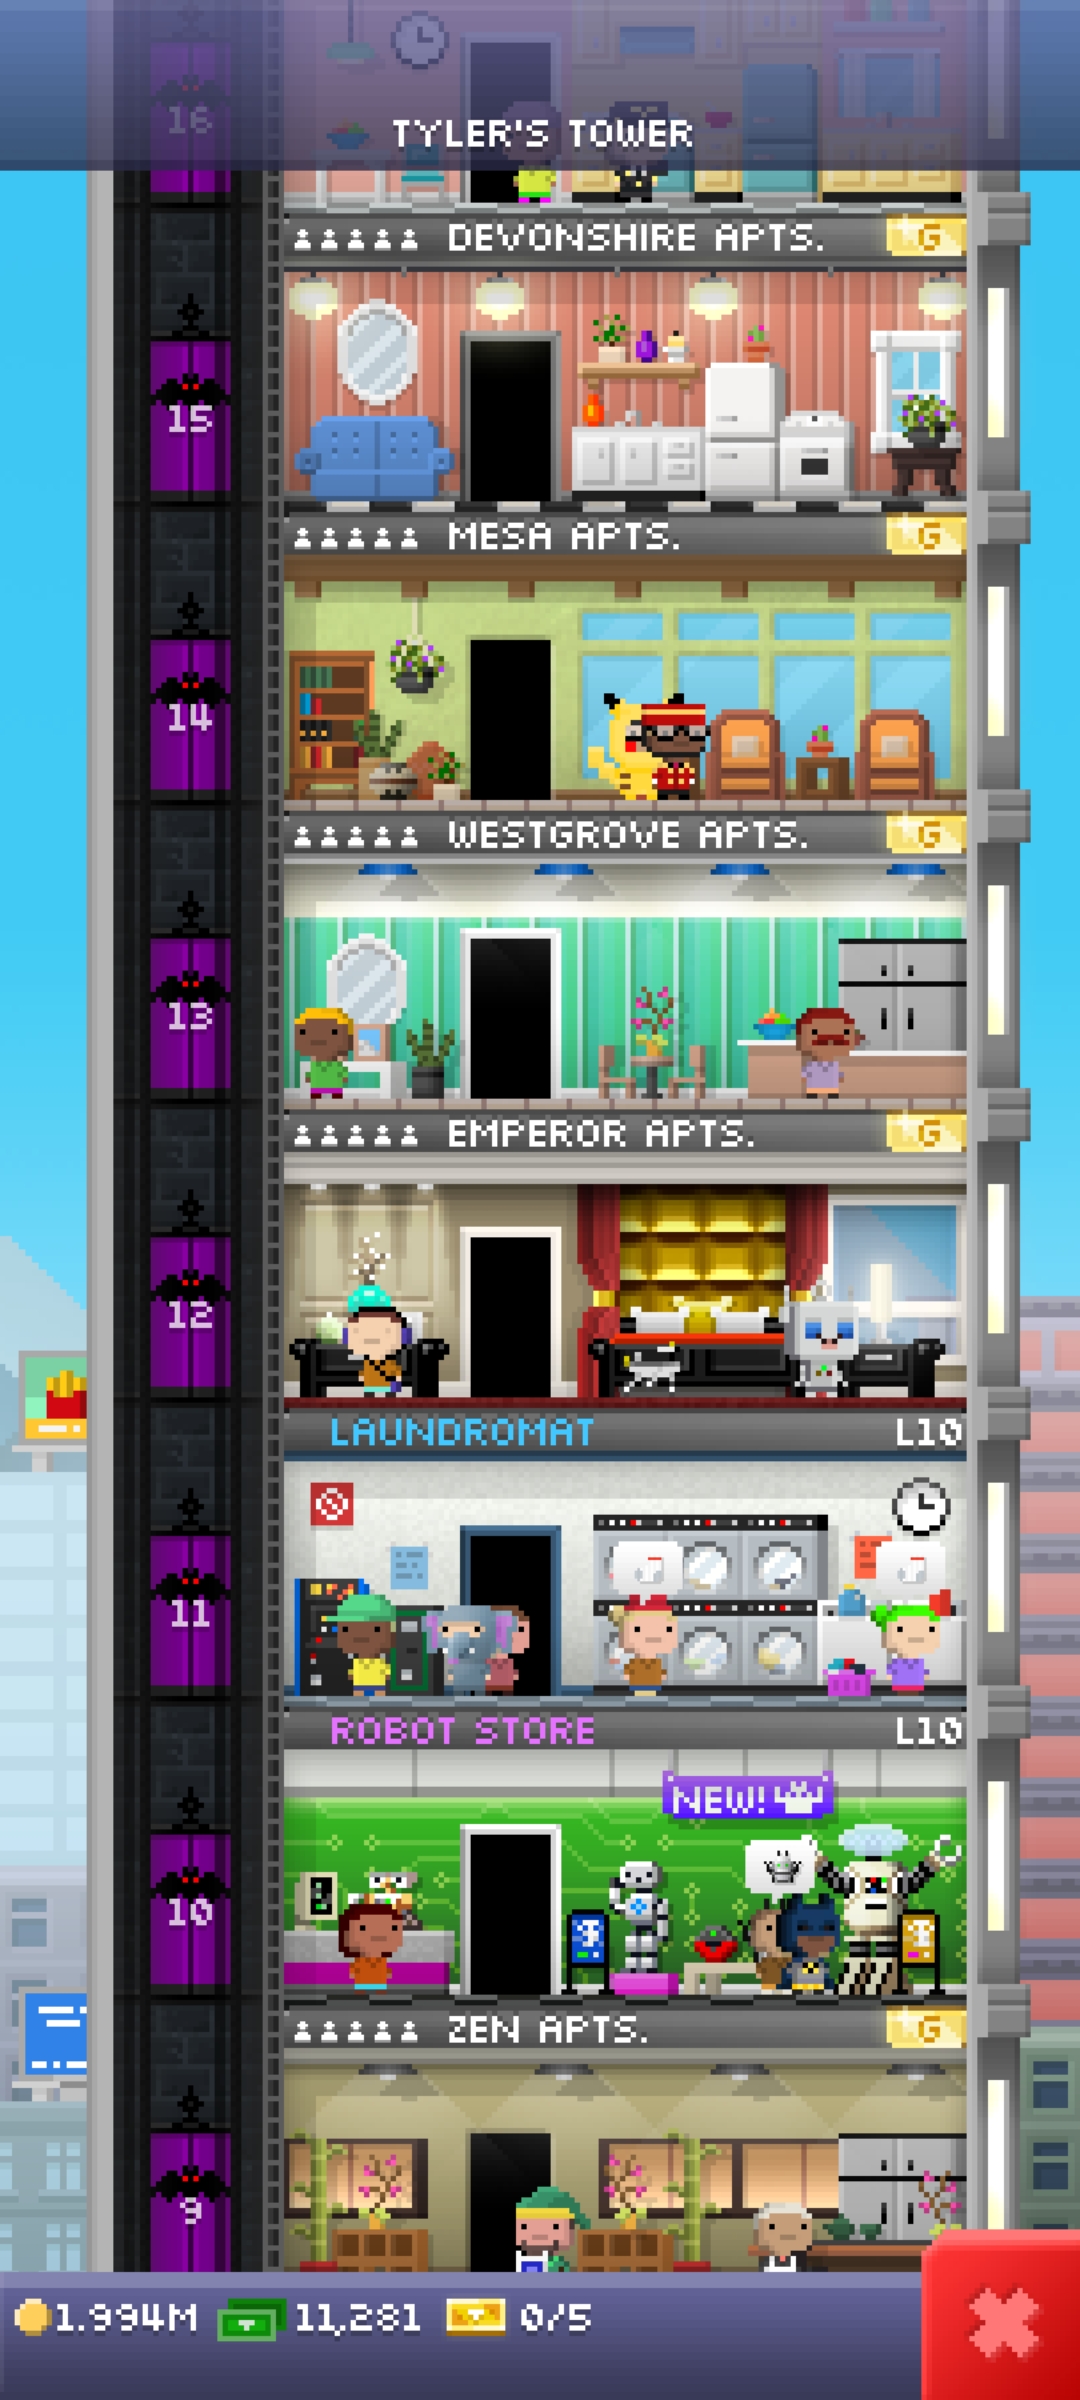 16
TYLER'S TOWER
DEVONSHIRE APTS. G
15
MESA APTS. G
14
WESTGROVE APTS. G
13
EMPEROR APTS. G
12
LAUNDROMAT L10
11
ROBOT STORE L10
NEW!
10
ZEN APTS. G
9
1.994M 11,281 0/5